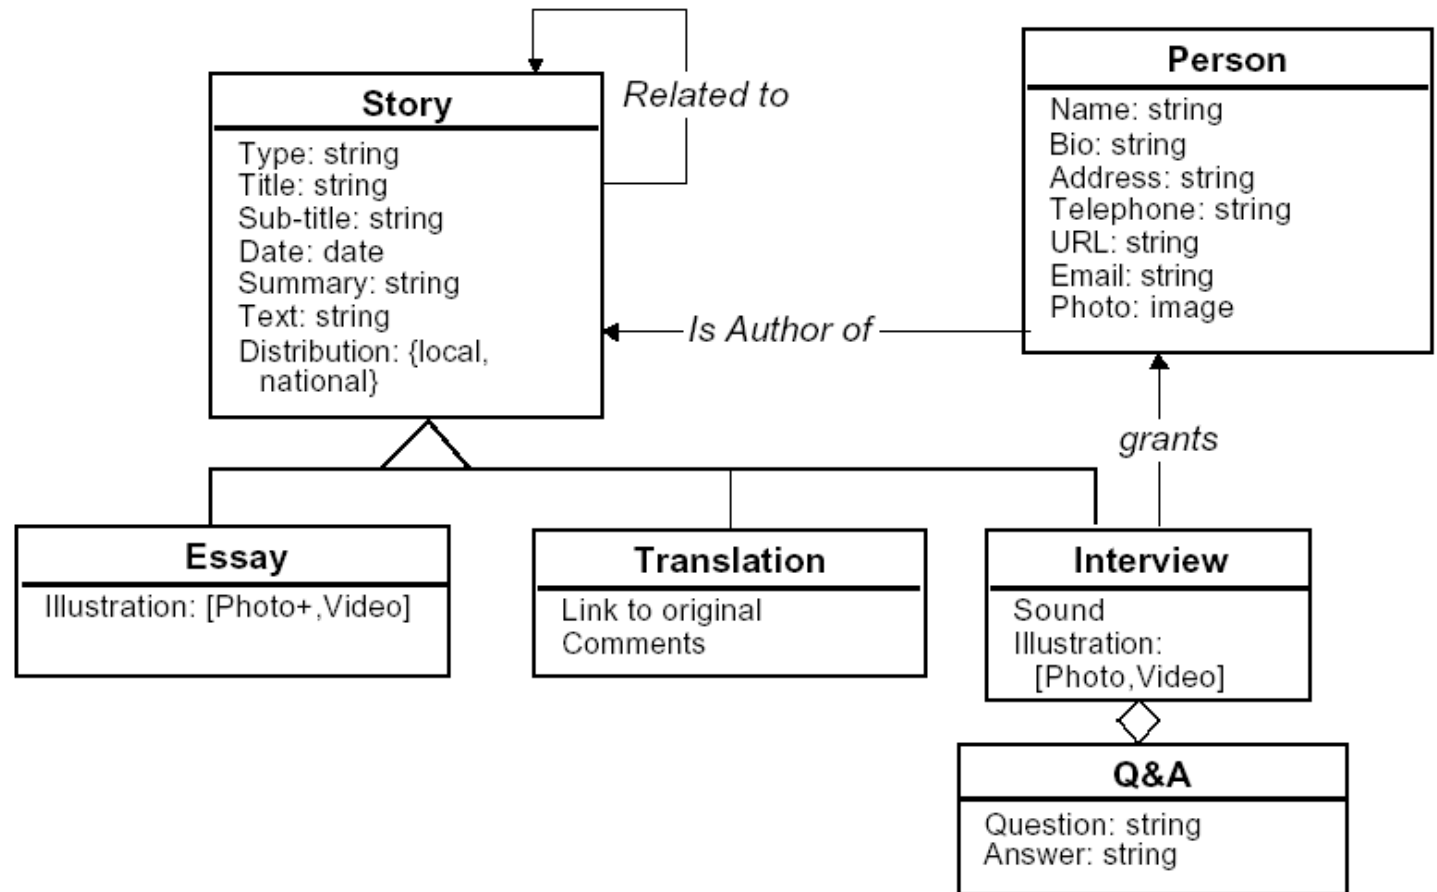 Story
Type: string
Title: string
Sub-title: string
Date: date
Summary: string
Text: string
Distribution: {local,
national}
Related to
Person
Name: string
Bio: string
Address: string
Telephone: string
URL: string
Email: string
Photo: image
Is Author of
grants
Essay
Illustration: [Photo+,Video]
Translation
Link to original
Comments
Interview
Sound
Illustration:
[Photo,Video]
Q&A
Question: string
Answer: string